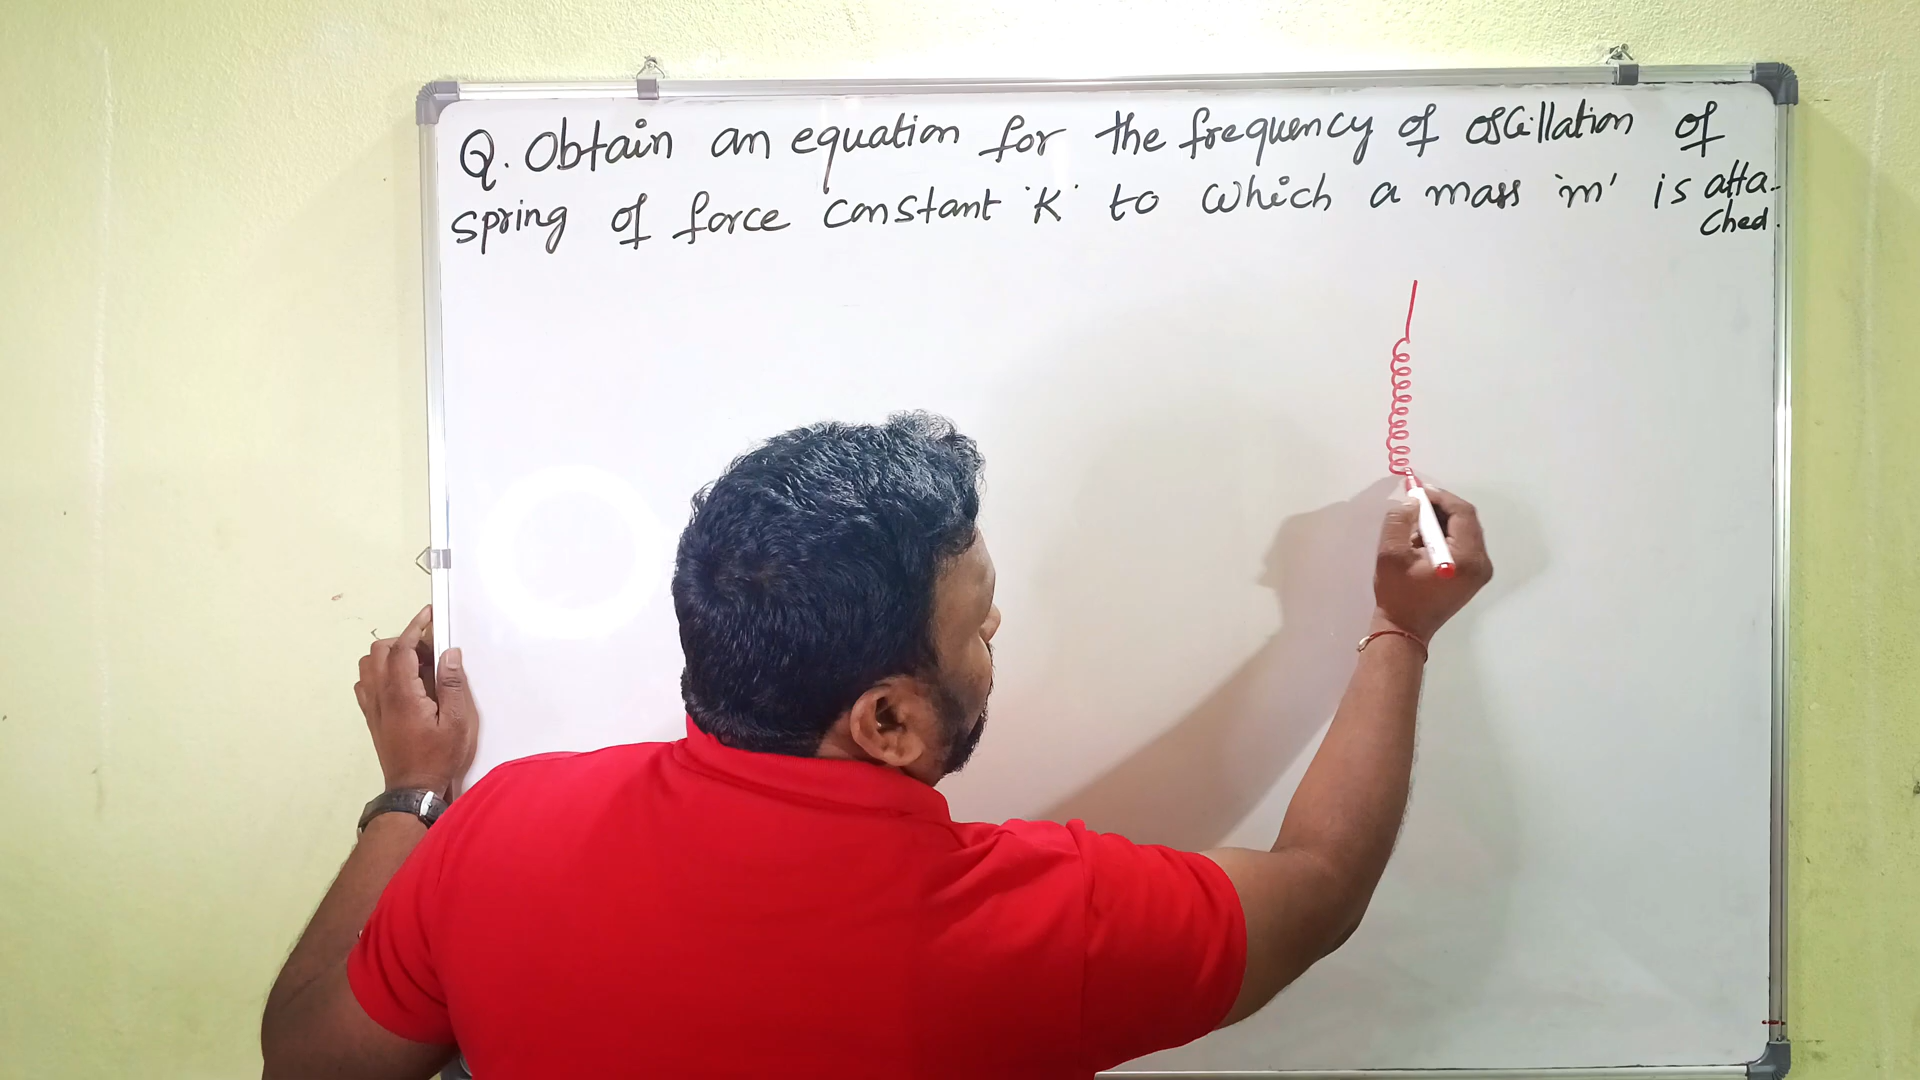 Q. Obtain an equation for the frequency of oscillation of
spring of force constant 'K' to which a mass 'm' is atta-
ched.